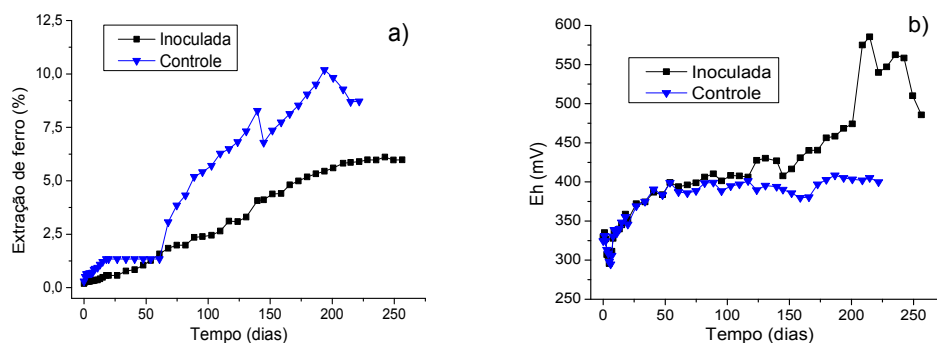 a)
Inoculada
Controle
Extração de ferro (%)
12,5
10,0
7,5
5,0
2,5
0,0
0 50 100 150 200 250
Tempo (dias)
b)
Inoculada
Controle
Eh (mV)
600
550
500
450
400
350
300
250
0 50 100 150 200 250
Tempo (dias)